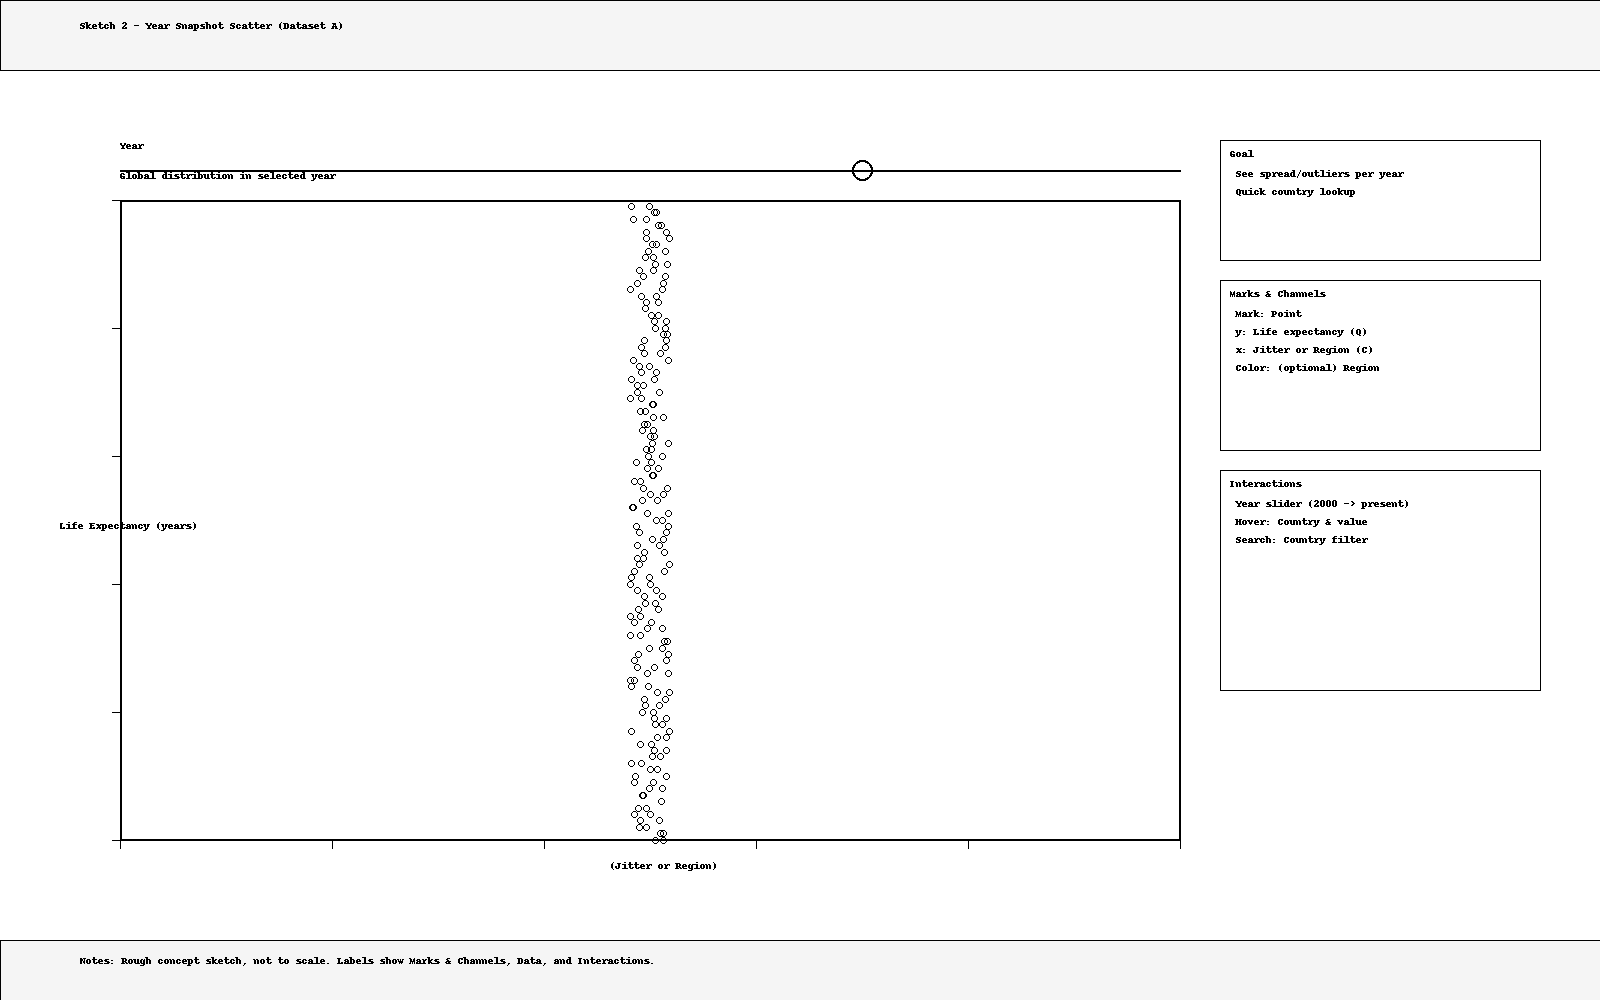 Sketch 2 - Year Snapshot Scatter (Dataset A)
Year
Global distribution in selected year
Life Expectancy (years)
(Jitter or Region)
Goal
See spread/outliers per year
Quick country lookup
Marks & Channels
Mark: Point
y: Life expectancy (Q)
x: Jitter or Region (C)
Color: (optional) Region
Interactions
Year slider (2000 -> present)
Hover: Country & value
Search: Country filter
Notes: Rough concept sketch, not to scale. Labels show Marks & Channels, Data, and Interactions.